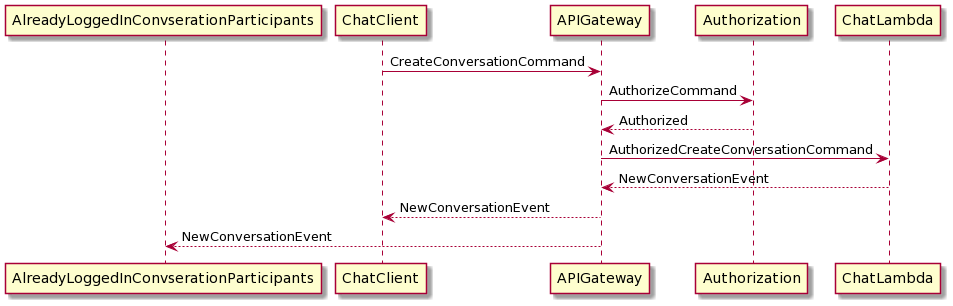 AlreadyLoggedInConvserationParticipants ChatClient APIGateway Authorization ChatLambda
CreateConversationCommand
AuthorizeCommand
Authorized
AuthorizedCreateConversationCommand
NewConversationEvent
NewConversationEvent
NewConversationEvent
AlreadyLoggedInConvserationParticipants ChatClient APIGateway Authorization ChatLambda